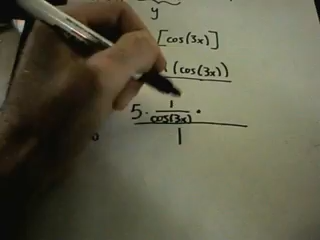 y
[cos(3x)]
(cos(3x))
5 · 1/cos(3x) ·
1